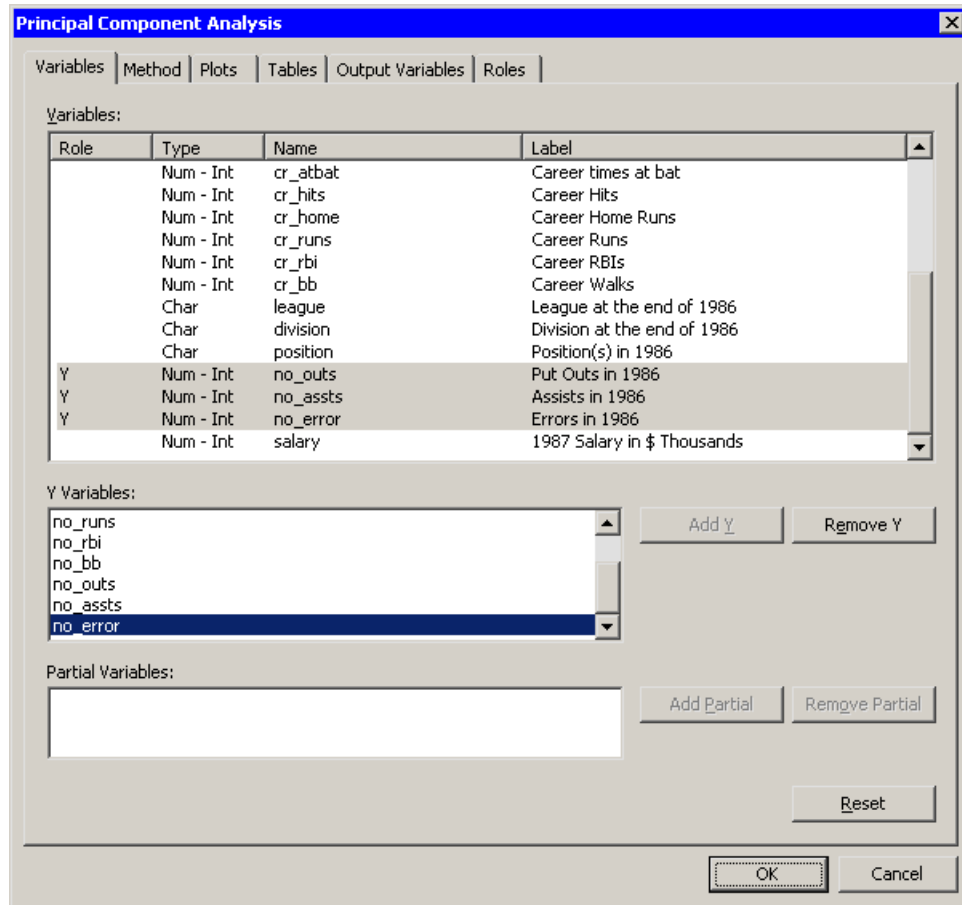 Principal Component Analysis
Variables Method Plots Tables Output Variables Roles
Variables:
Role Type Name Label
Num - Int cr_atbat Career times at bat
Num - Int cr_hits Career Hits
Num - Int cr_home Career Home Runs
Num - Int cr_runs Career Runs
Num - Int cr_rbi Career RBIs
Num - Int cr_bb Career Walks
Char league League at the end of 1986
Char division Division at the end of 1986
Char position Position(s) in 1986
Y Num - Int no_outs Put Outs in 1986
Y Num - Int no_assts Assists in 1986
Y Num - Int no_error Errors in 1986
Num - Int salary 1987 Salary in $ Thousands
Y Variables:
no_runs
no_rbi
no_bb
no_outs
no_assts
no_error
Add Y Remove Y
Partial Variables:
Add Partial Remove Partial
Reset
OK Cancel